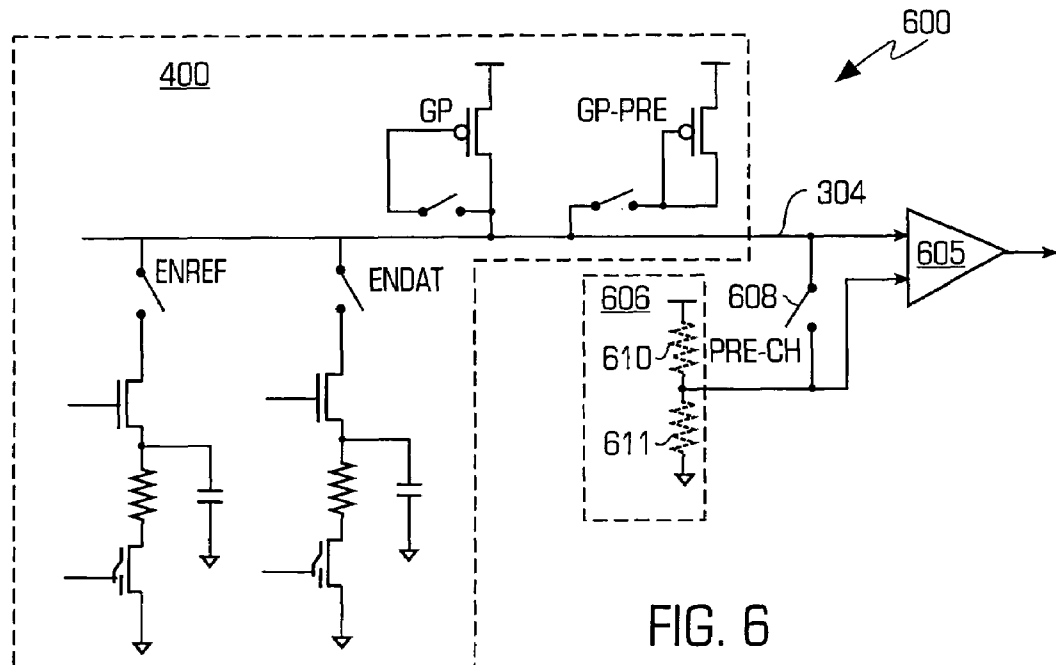 600
400
GP
GP-PRE
304
605
ENREF
ENDAT
606
608
610
PRE-CH
611
FIG. 6